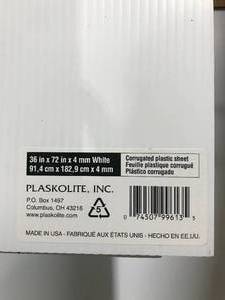 36 in x 72 in x 4 mm White
91,4 cm x 182,9 cm x 4 mm
Corrugated plastic sheet
Feuille plastique corrugué
Plástico corrugado
PLASKOLITE, INC.
P.O. Box 1497
Columbus, OH 43216
www.plaskolite.com
5
0 74507 99613 5
MADE IN USA - FABRIQUÉ AUX ÉTATS UNIS - HECHO EN EE.UU.